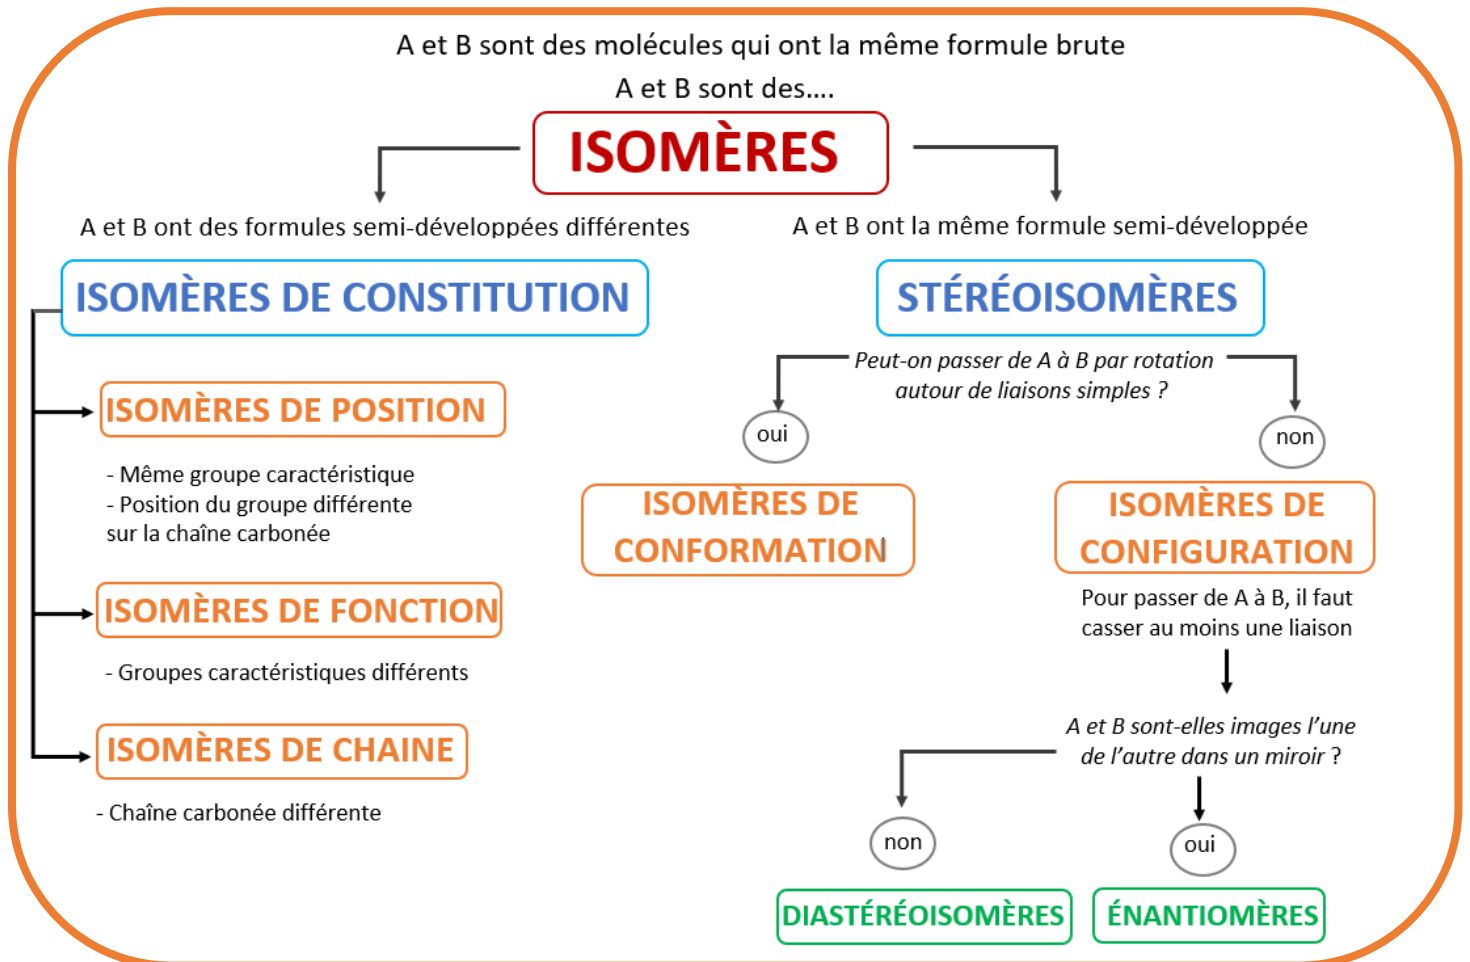 A et B sont des molécules qui ont la même formule brute
A et B sont des....
ISOMÈRES
A et B ont des formules semi-développées différentes
ISOMÈRES DE CONSTITUTION
ISOMÈRES DE POSITION
- Même groupe caractéristique
- Position du groupe différente
sur la chaîne carbonée
ISOMÈRES DE FONCTION
- Groupes caractéristiques différents
ISOMÈRES DE CHAINE
- Chaîne carbonée différente
A et B ont la même formule semi-développée
STÉRÉOISOMÈRES
Peut-on passer de A à B par rotation
autour de liaisons simples ?
oui
ISOMÈRES DE
CONFORMATION
non
ISOMÈRES DE
CONFIGURATION
Pour passer de A à B, il faut
casser au moins une liaison
A et B sont-elles images l’une
de l’autre dans un miroir ?
non
DIASTÉRÉOISOMÈRES
oui
ÉNANTIOMÈRES